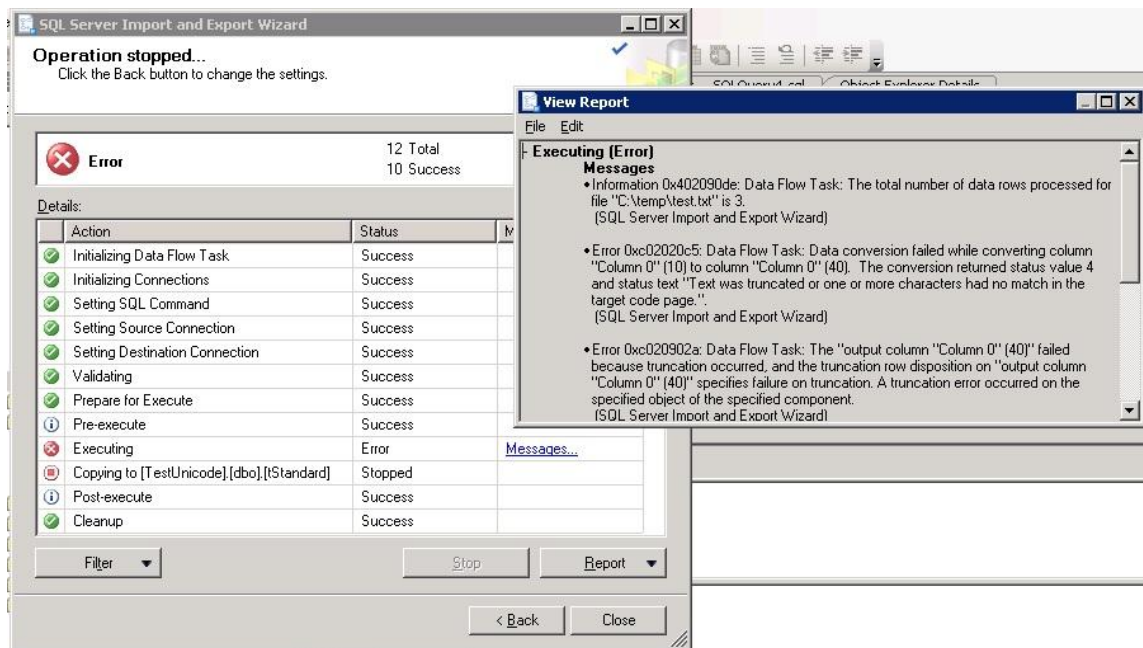 SQL Server Import and Export Wizard
Operation stopped...
Click the Back button to change the settings.
Error
12 Total
10 Success
Details:
Action Status M
Initializing Data Flow Task Success
Initializing Connections Success
Setting SQL Command Success
Setting Source Connection Success
Setting Destination Connection Success
Validating Success
Prepare for Execute Success
Pre-execute Success
Executing Error Messages...
Copying to [TestUnicode].[dbo].[tStandard] Stopped
Post-execute Success
Cleanup Success
Filter Stop Report
< Back Close
SQLQuery4.sql Object Explorer Details
View Report
File Edit
- Executing (Error)
Messages
• Information 0x402090de: Data Flow Task: The total number of data rows processed for
file "C:\temp\test.txt" is 3.
(SQL Server Import and Export Wizard)
• Error 0xc02020c5: Data Flow Task: Data conversion failed while converting column
"Column 0" (10) to column "Column 0" (40). The conversion returned status value 4
and status text "Text was truncated or one or more characters had no match in the
target code page.".
(SQL Server Import and Export Wizard)
• Error 0xc020902a: Data Flow Task: The "output column "Column 0" (40)" failed
because truncation occurred, and the truncation row disposition on "output column
"Column 0" (40)" specifies failure on truncation. A truncation error occurred on the
specified object of the specified component.
(SQL Server Import and Export Wizard)